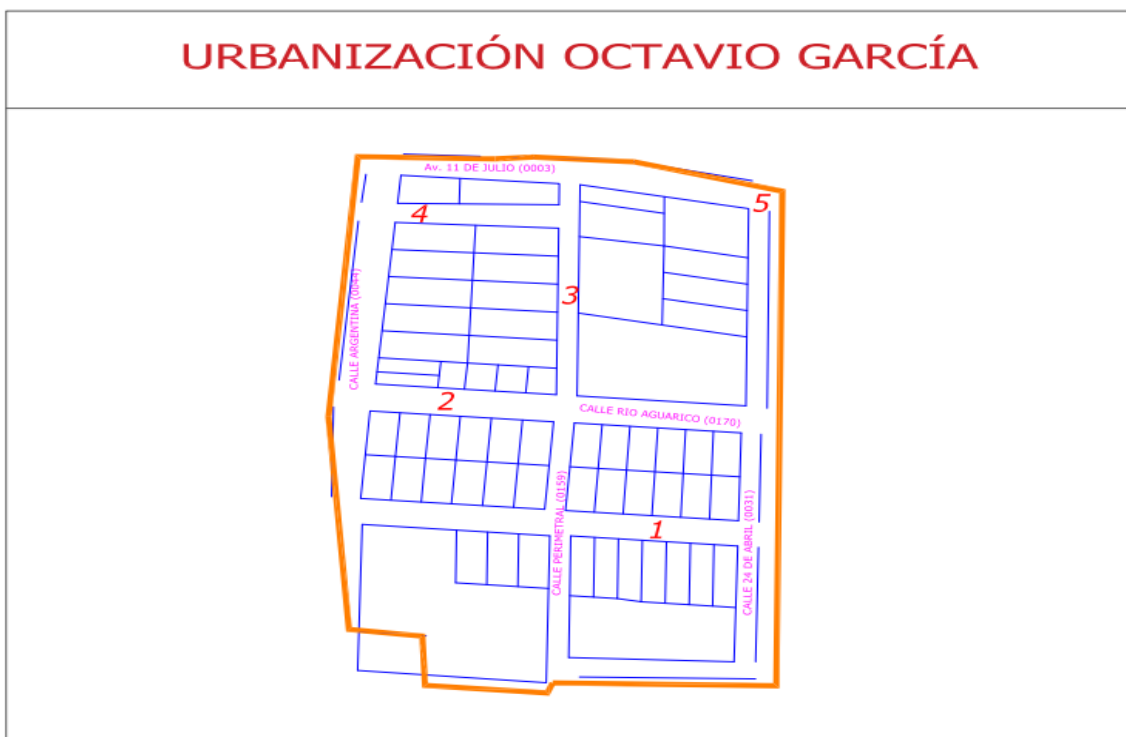 URBANIZACIÓN OCTAVIO GARCÍA
Av. 11 DE JULIO (0003)
5
4
3
CALLE ARGENTINA (0044)
2
CALLE RIO AGUARICO (0170)
CALLE PERIMETRAL (0159)
1
CALLE 24 DE ABRIL (0031)